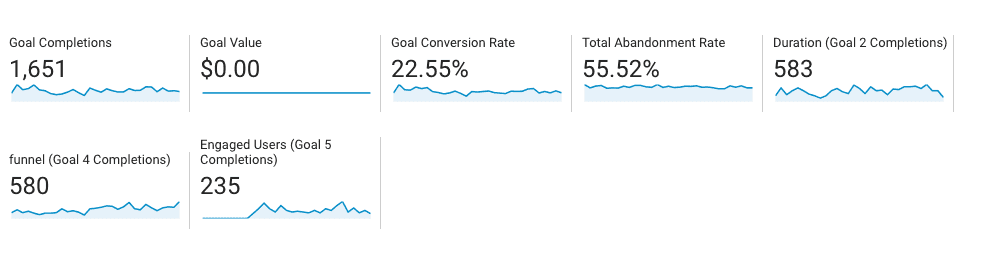 Goal Completions
1,651
Goal Value
$0.00
Goal Conversion Rate
22.55%
Total Abandonment Rate
55.52%
Duration (Goal 2 Completions)
583
funnel (Goal 4 Completions)
580
Engaged Users (Goal 5
Completions)
235